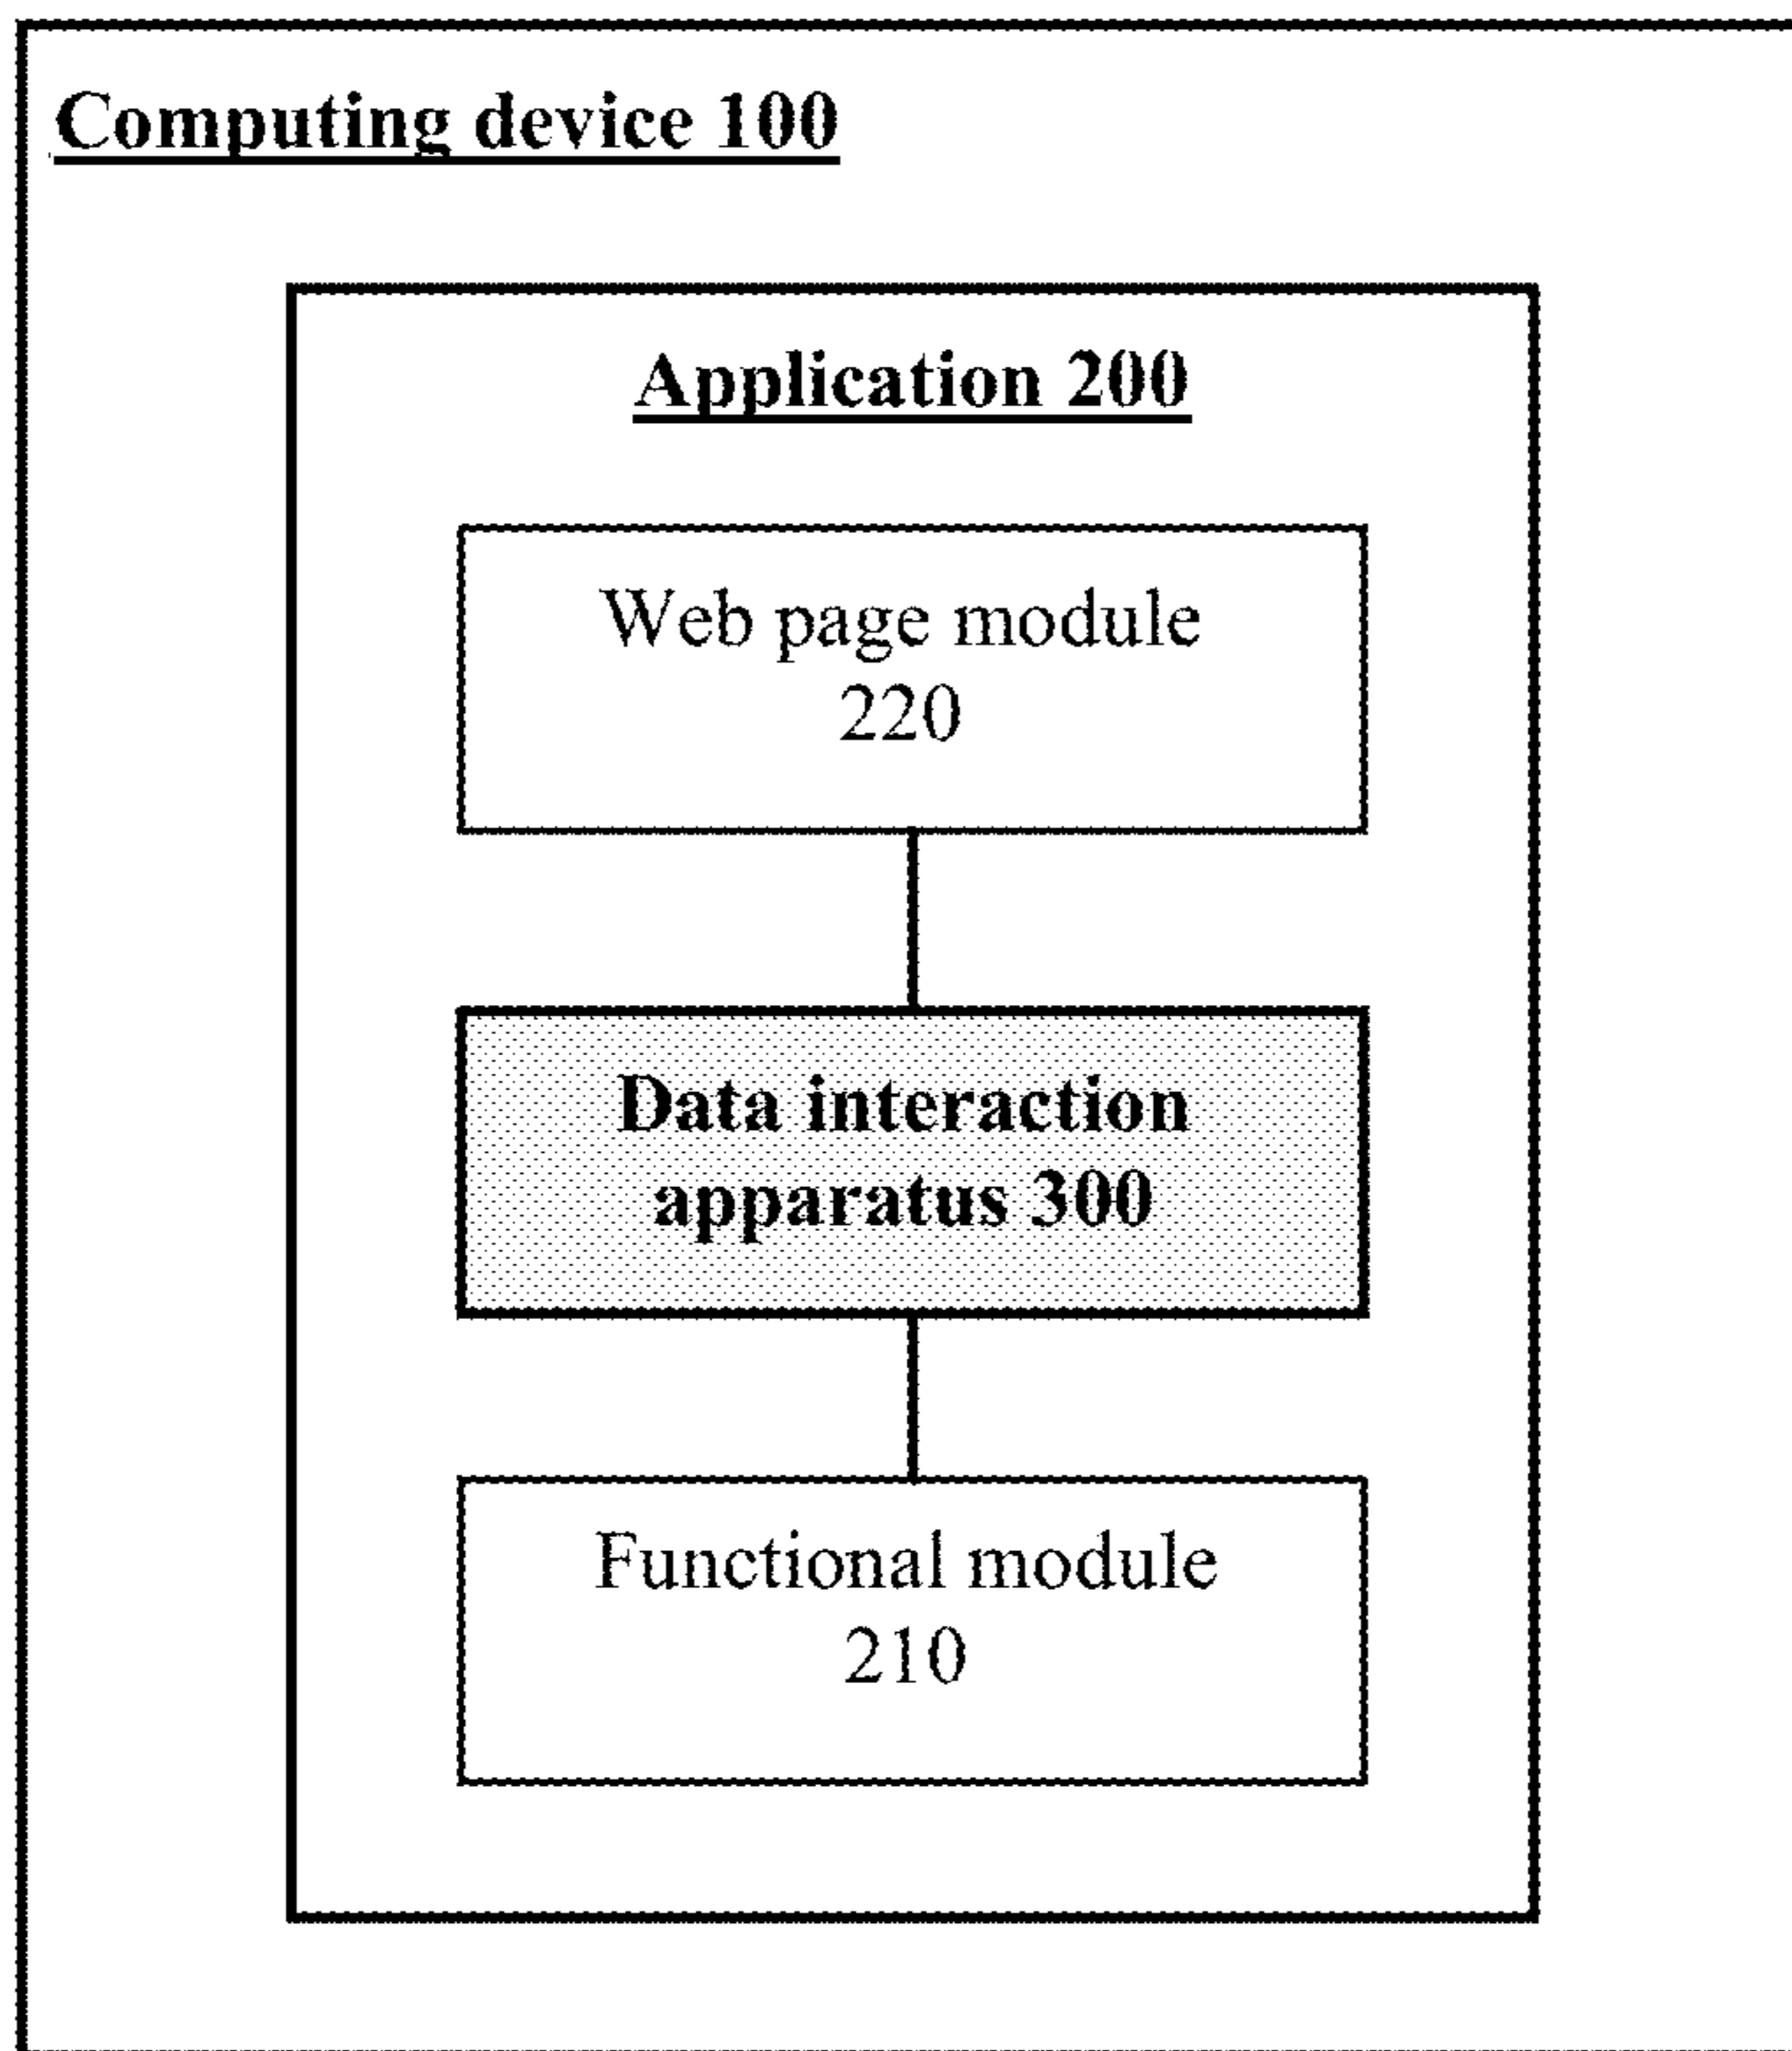 Computing device 100
Application 200
Web page module
220
Data interaction
apparatus 300
Functional module
210